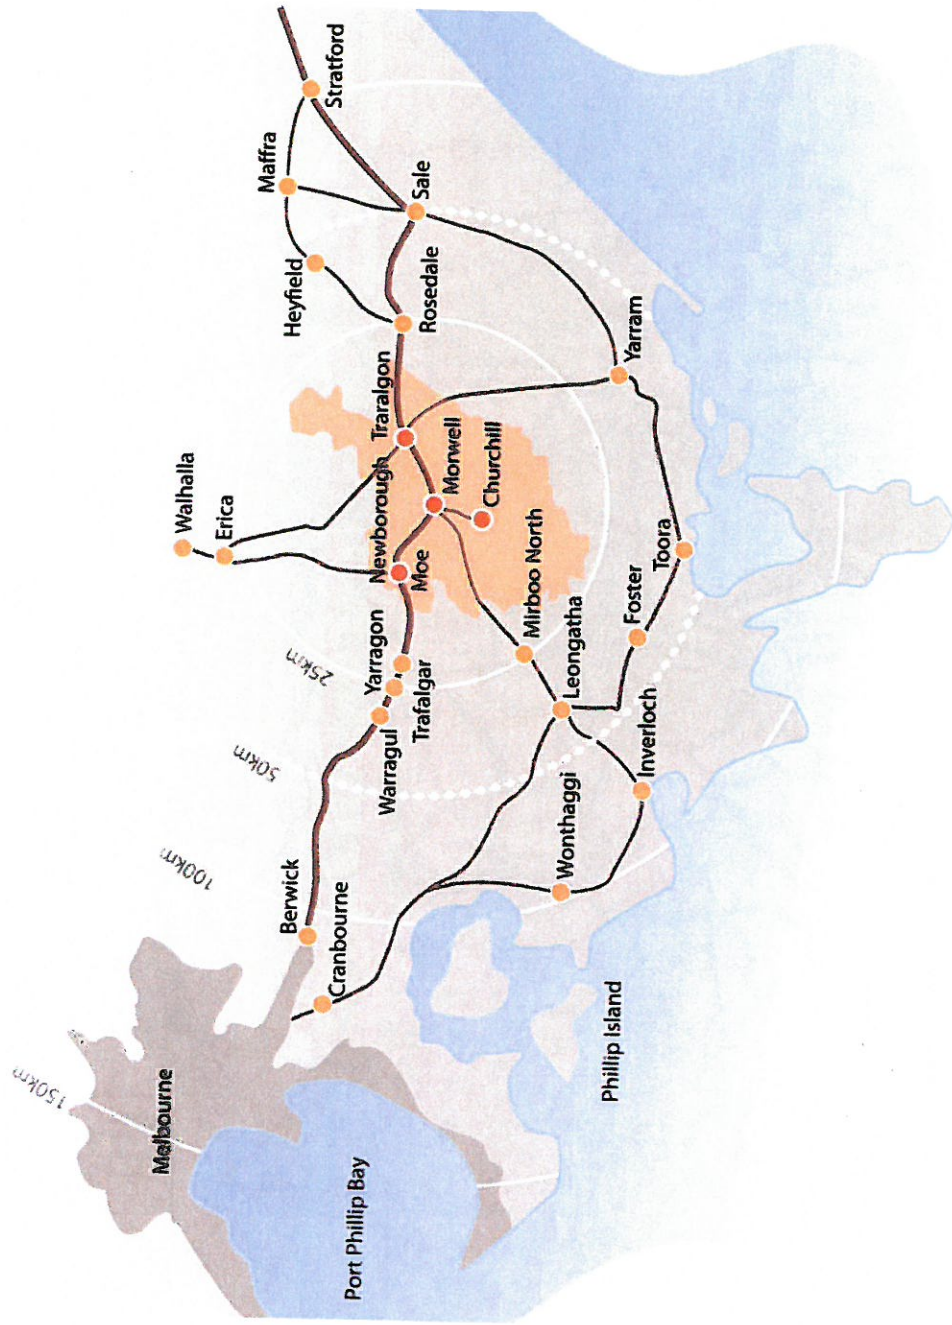 150km
100km
50km
25km
Melbourne
Port Phillip Bay
Phillip Island
Berwick
Cranbourne
Warragul
Yarragon
Trafalgar
Walhalla
Erica
Newborough
Moe
Traralgon
Morwell
Churchill
Heyfield
Maffra
Stratford
Rosedale
Sale
Mirboo North
Leongatha
Wonthaggi
Inverloch
Foster
Toora
Yarram